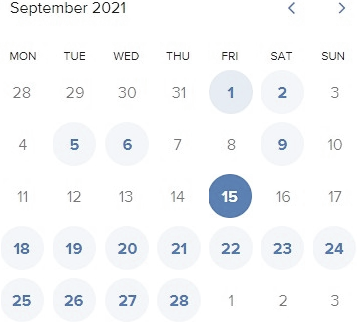 September 2021 < >
MON TUE WED THU FRI SAT SUN
28 29 30 31 1 2 3
4 5 6 7 8 9 10
11 12 13 14 15 16 17
18 19 20 21 22 23 24
25 26 27 28 1 2 3